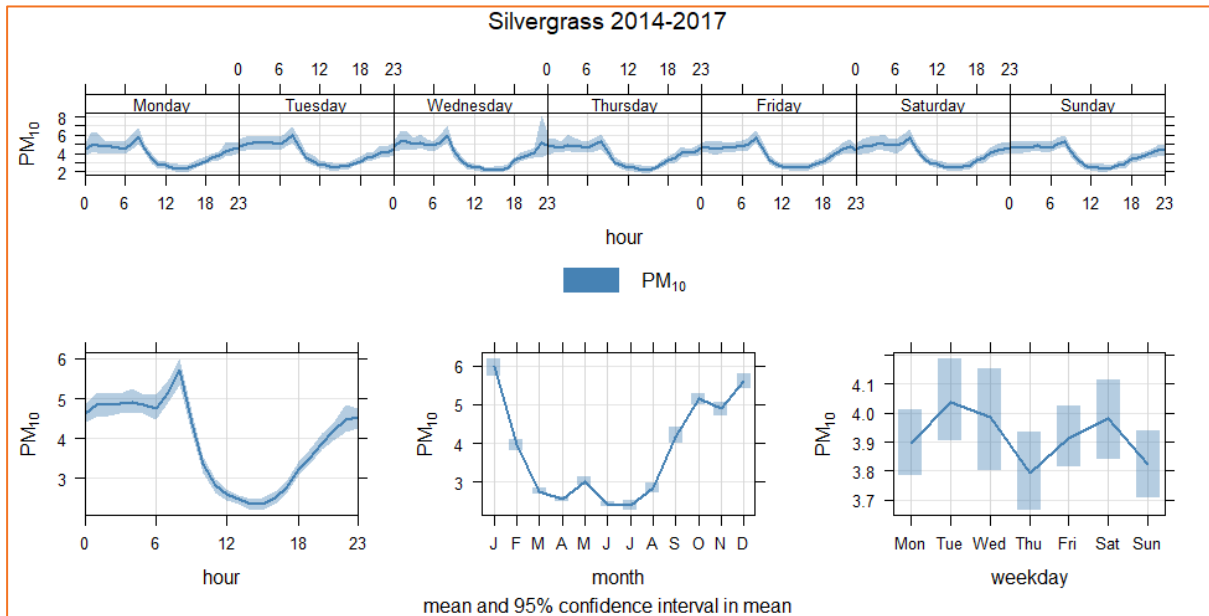 Silvergrass 2014-2017
0 6 12 18 23 0 6 12 18 23 0 6 12 18 23
Monday Tuesday Wednesday Thursday Friday Saturday Sunday
PM10
8
6
4
2
0 6 12 18 23 0 6 12 18 23 0 6 12 18 23 0 6 12 18 23
hour
PM10
PM10
6
5
4
3
0 6 12 18 23
hour
PM10
6
5
4
3
J F M A M J J A S O N D
month
PM10
4.1
4.0
3.9
3.8
3.7
Mon Tue Wed Thu Fri Sat Sun
weekday
mean and 95% confidence interval in mean